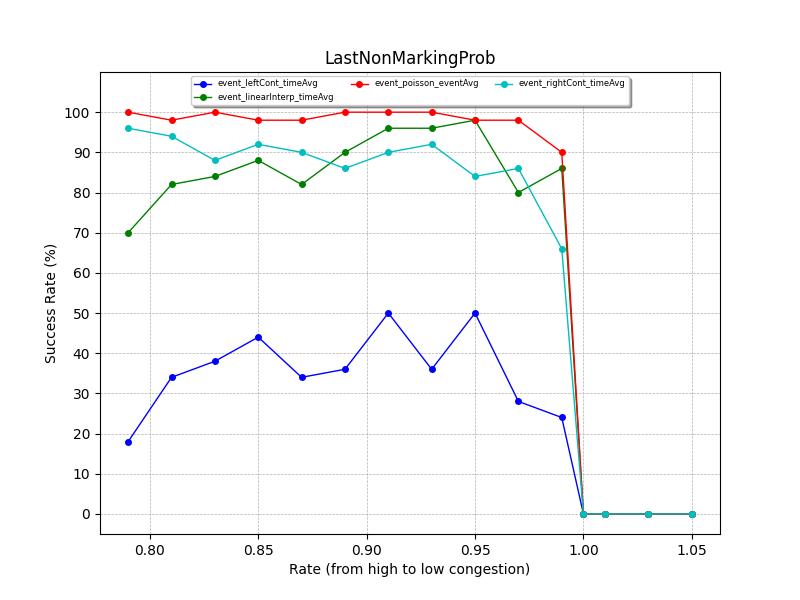 LastNonMarkingProb
event_leftCont_timeAvg
event_linearInterp_timeAvg
event_poisson_eventAvg
event_rightCont_timeAvg
Success Rate (%)
100
90
80
70
60
50
40
30
20
10
0
0.80 0.85 0.90 0.95 1.00 1.05
Rate (from high to low congestion)